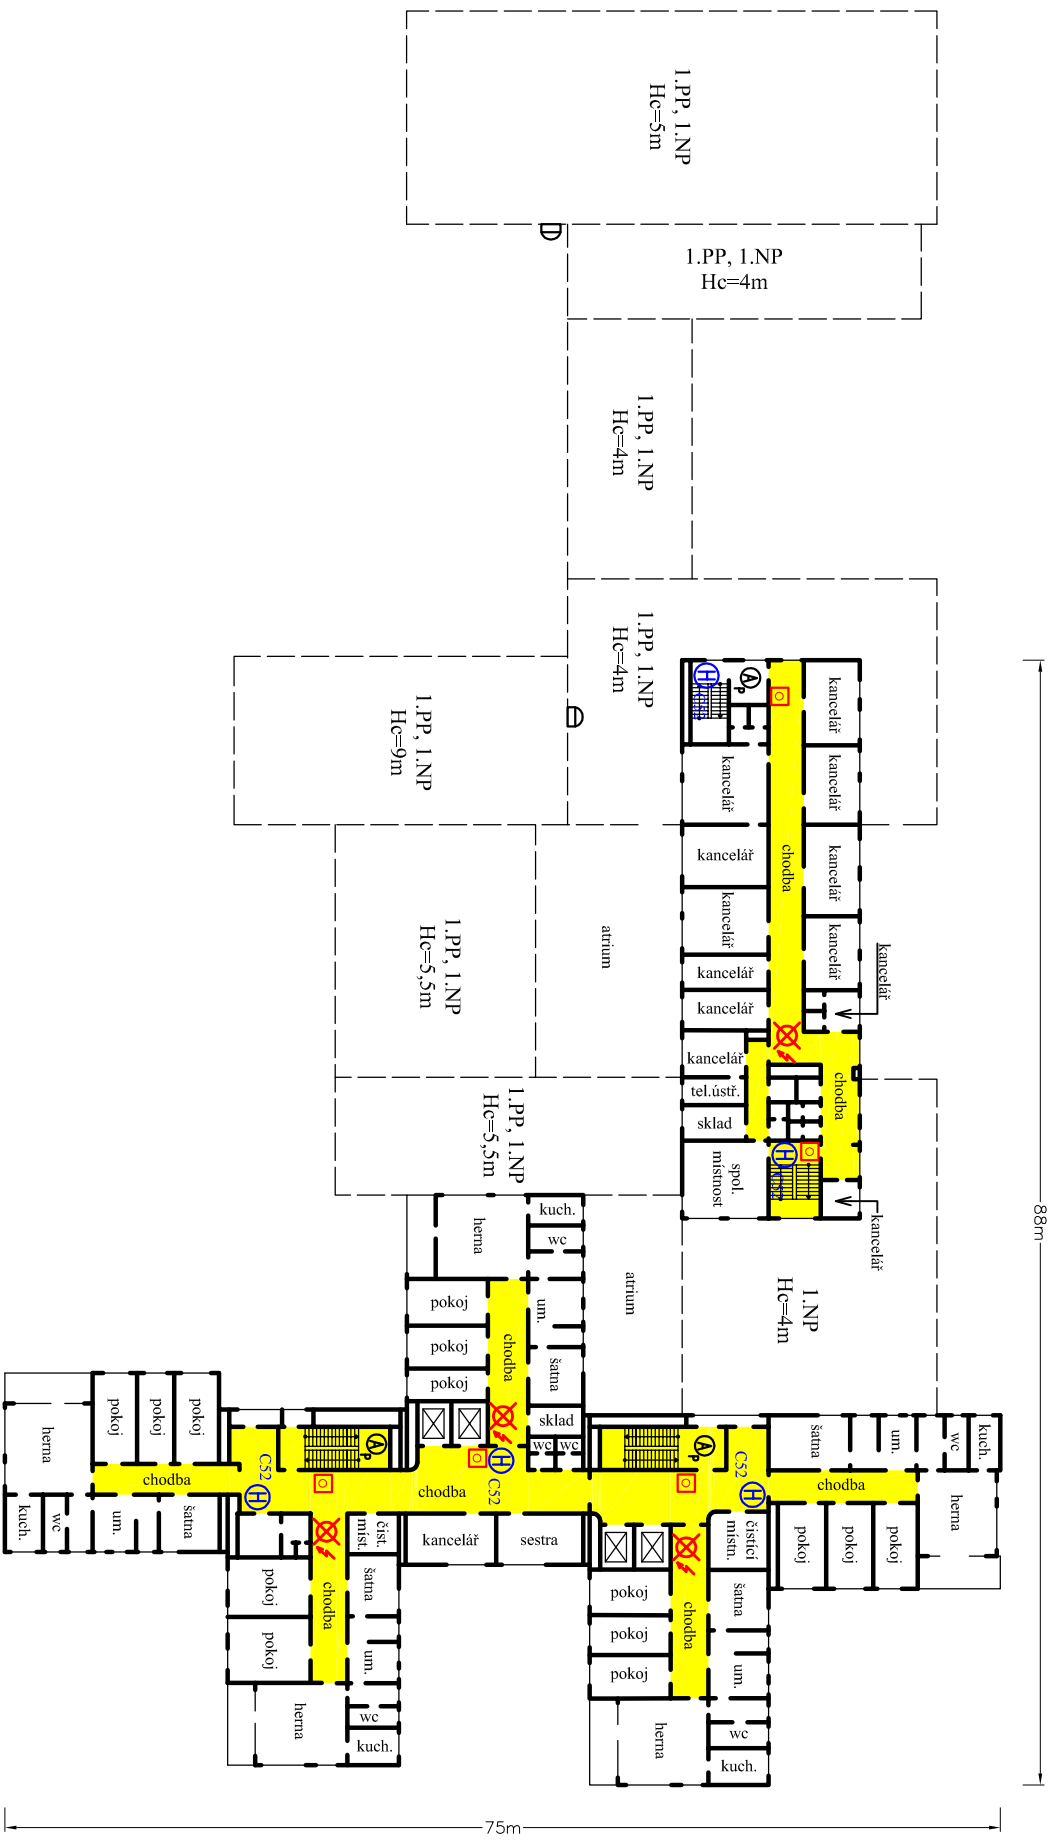 1.PP, 1.NP
Hc=5m
1.PP, 1.NP
Hc=4m
1.PP, 1.NP
Hc=4m
1.PP, 1.NP
Hc=4m
1.PP, 1.NP
Hc=9m
1.PP, 1.NP
Hc=5,5m
1.PP, 1.NP
Hc=5,5m
1.NP
Hc=4m
atrium
atrium
H
C52
A
P
kancelář
kancelář
kancelář
kancelář
kancelář
kancelář
kancelář
kancelář
kancelář
kancelář
kancelář
chodba
chodba
kancelář
tel.ústř.
sklad
spol.
místnost
H
C52
kancelář
88m
herna
kuch.
wc
um.
šatna
sklad
wc
wc
pokoj
pokoj
pokoj
chodba
H
C52
chodba
pokoj
pokoj
pokoj
herna
chodba
C52
H
A
P
kuch.
wc
um.
šatna
čist.
míst.
kancelář
sestra
A
P
C52
H
čistící
místn.
šatna
um.
wc
kuch.
chodba
herna
pokoj
pokoj
pokoj
pokoj
pokoj
chodba
šatna
um.
wc
kuch.
herna
pokoj
pokoj
pokoj
chodba
šatna
um.
wc
kuch.
herna
75m